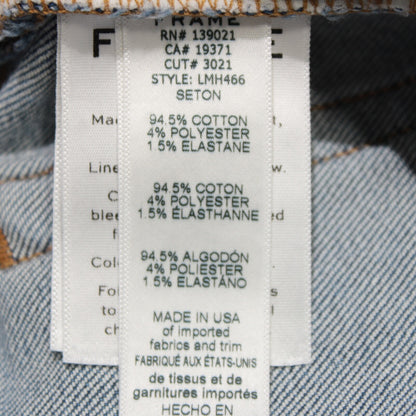 FRAME
RN# 139021
CA# 19371
CUT# 3021
STYLE: LMH466
SETON
94.5% COTTON
4% POLYESTER
1.5% ELASTANE
94.5% COTON
4% POLYESTER
1.5% ÉLASTHANNE
94.5% ALGODÓN
4% POLIESTER
1.5% ELASTANO
MADE IN USA
of imported
fabrics and trim
FABRIQUÉ AUX ÉTATS-UNIS
de tissus et de
garnitures importés
HECHO EN